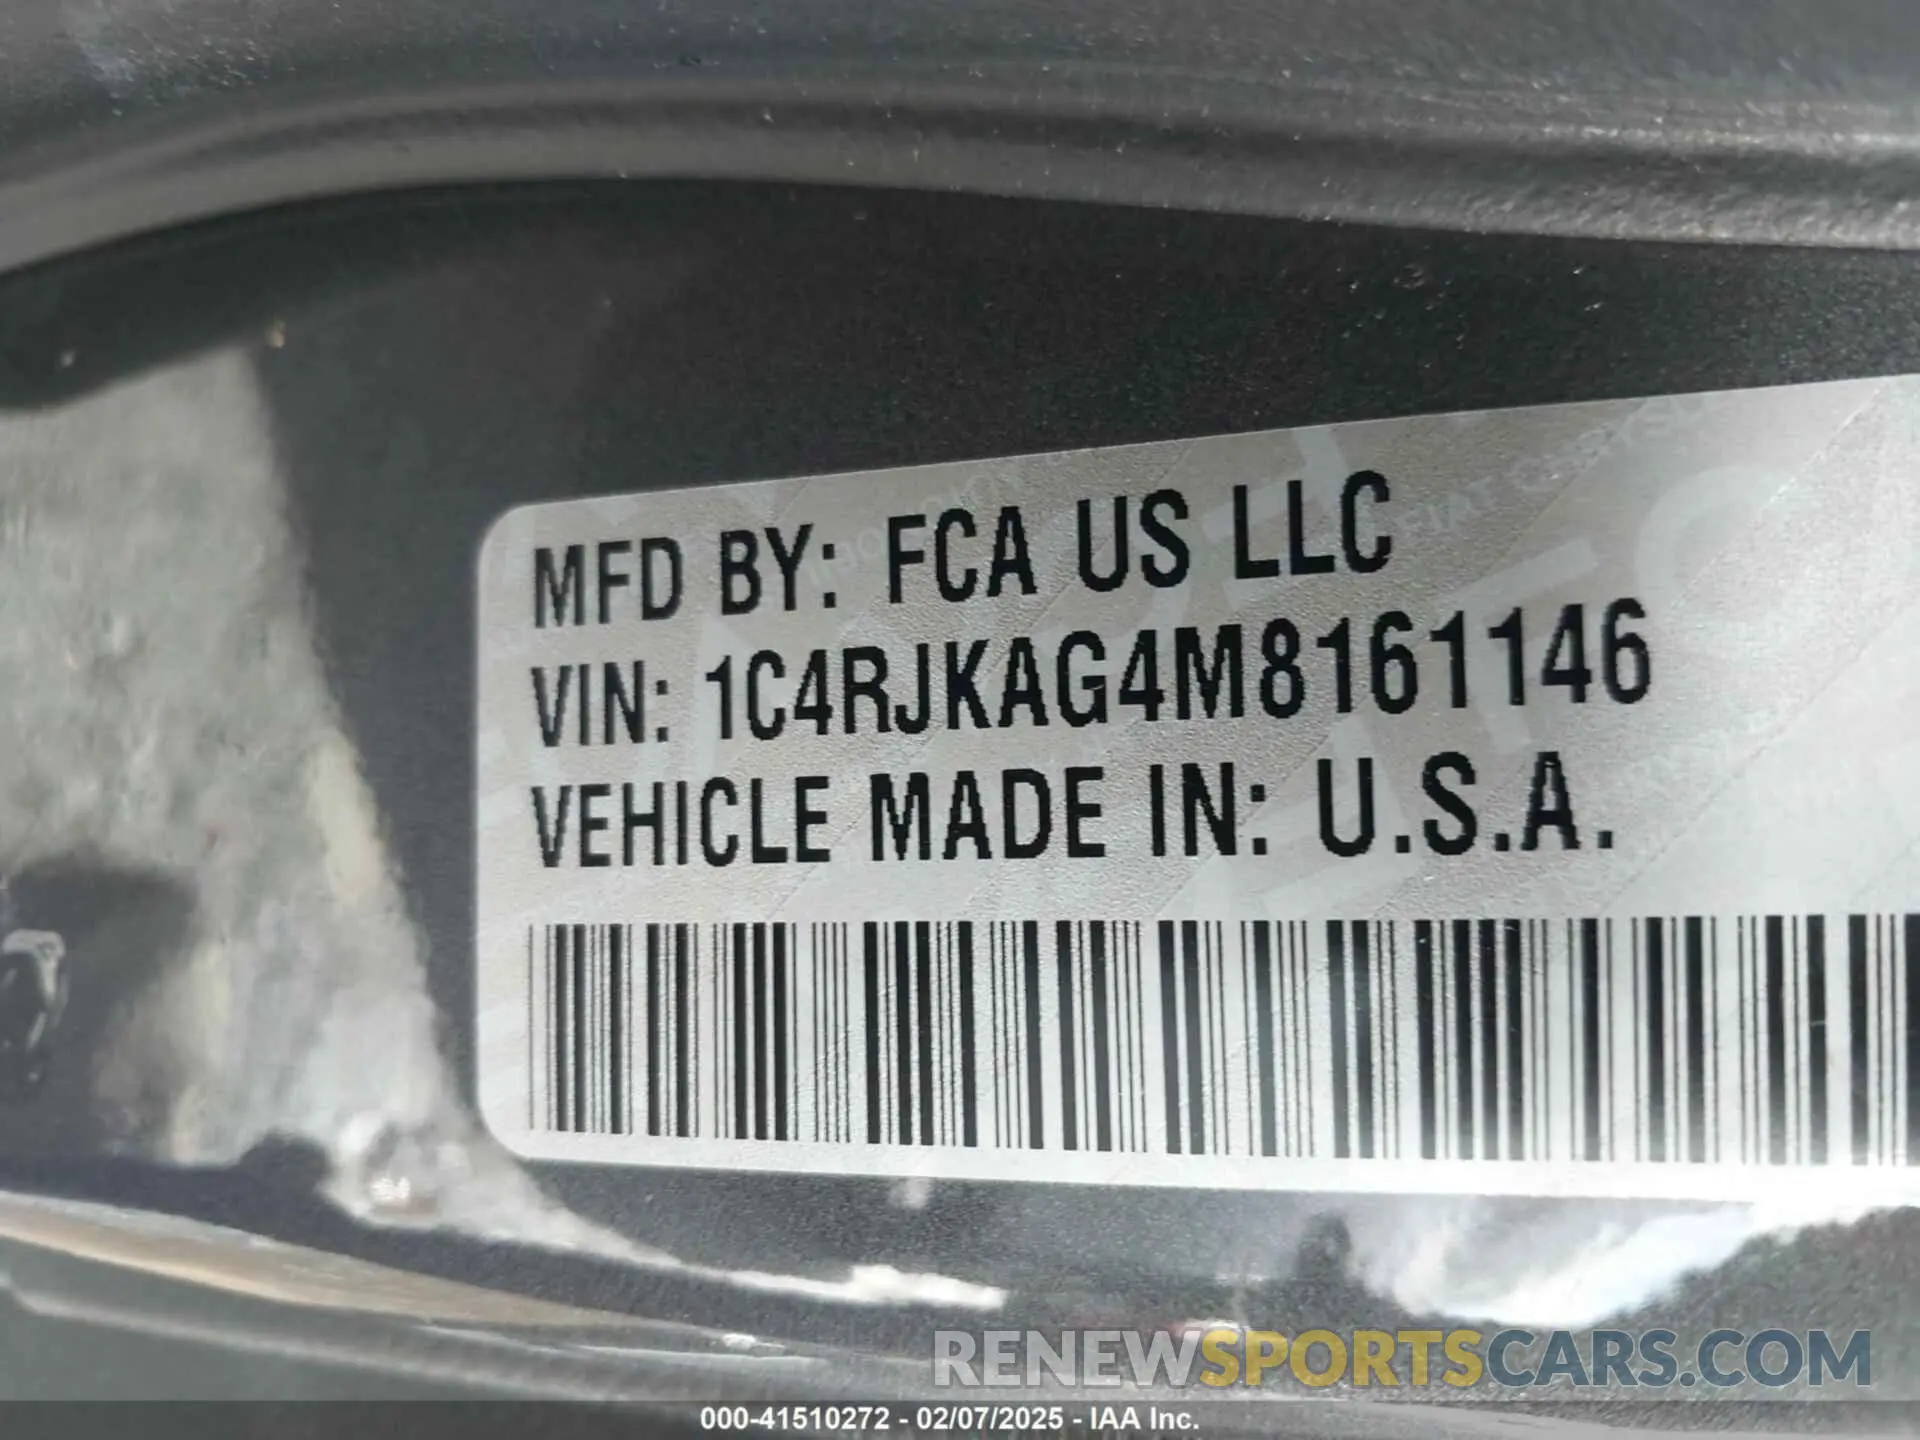 MFD BY: FCA US LLC
VIN: 1C4RJKAG4M8161146
VEHICLE MADE IN: U.S.A.
RENEWSPORTSCARS.COM
000-41510272 - 02/07/2025 - IAA Inc.